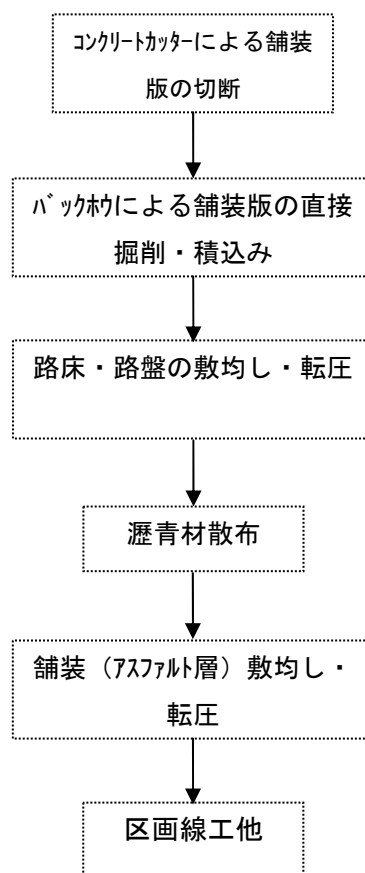 ｺﾝｸﾘｰﾄｶｯﾀｰによる舗装
版の切断
ﾊﾞｯｸﾎｳによる舗装版の直接
掘削・積込み
路床・路盤の敷均し・転圧
瀝青材散布
舗装（ｱｽﾌｧﾙﾄ層）敷均し・
転圧
区画線工他